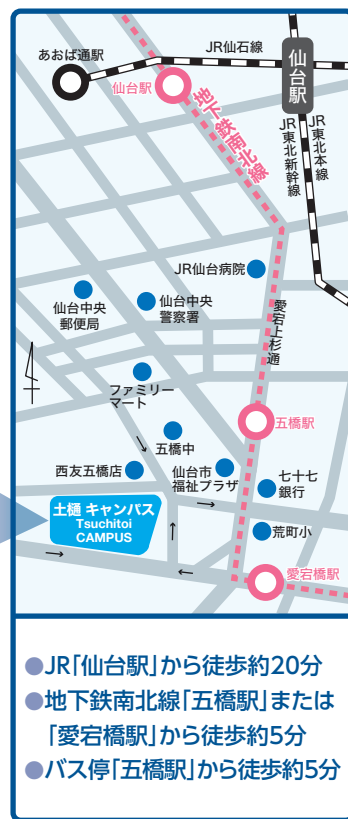 JR仙石線
あおば通駅
仙台駅
仙台駅
地下鉄南北線
JR東北新幹線
JR東北本線
JR仙台病院
愛宕上杉通
仙台中央
郵便局
仙台中央
警察署
ファミリー
マート
五橋駅
五橋中
西友五橋店
仙台市
福祉プラザ
七十七
銀行
土樋 キャンパス
Tsuchitoi
CAMPUS
荒町小
愛宕橋駅
●JR「仙台駅」から徒歩約20分
●地下鉄南北線「五橋駅」または
「愛宕橋駅」から徒歩約5分
●バス停「五橋駅」から徒歩約5分